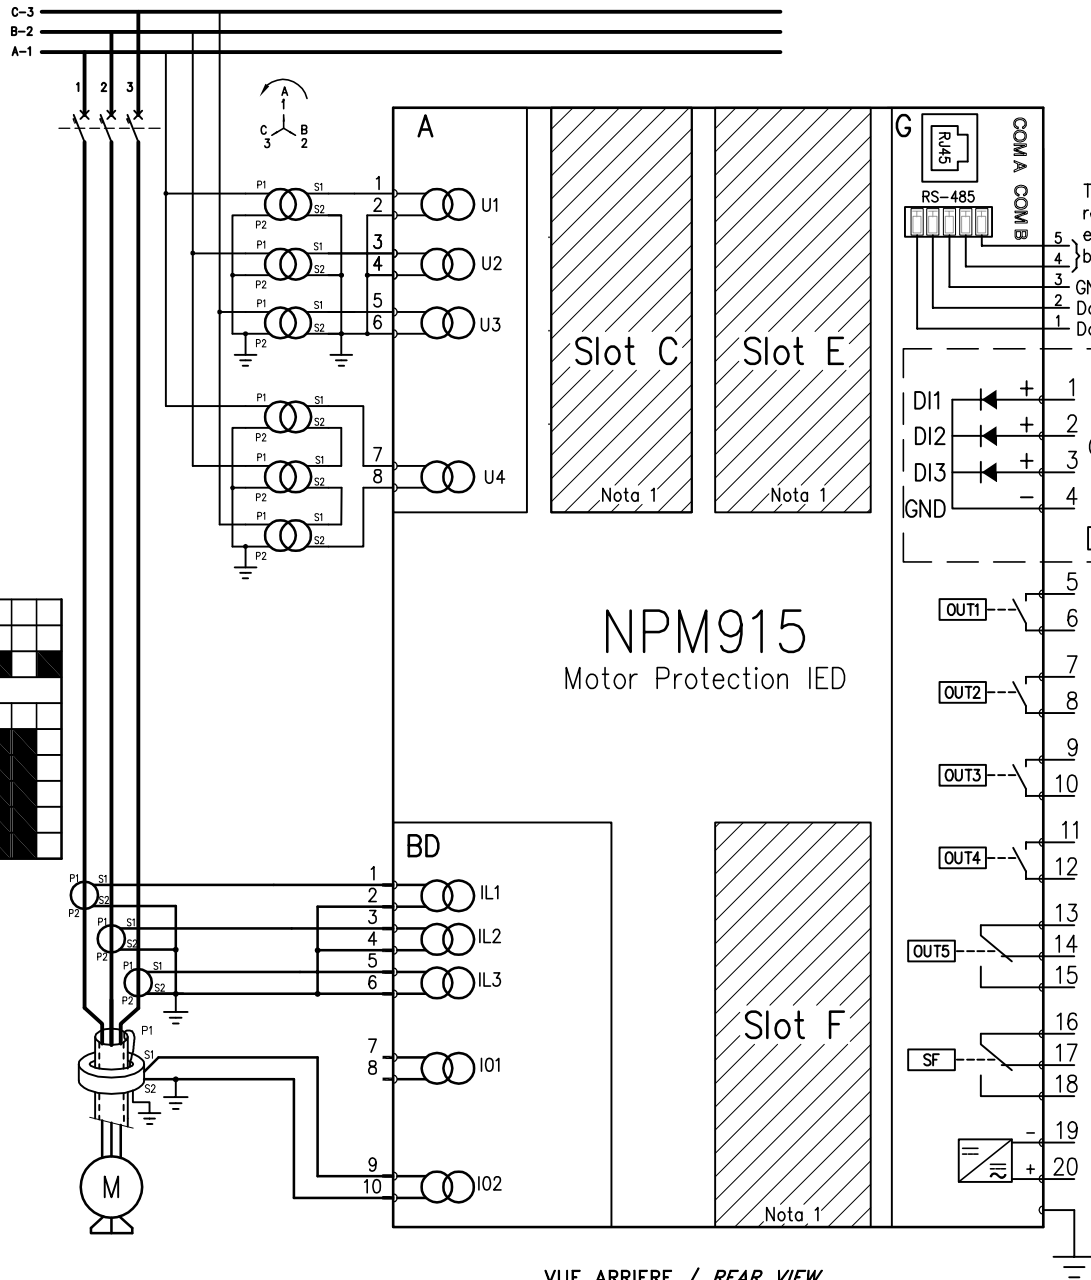 C-3
B-2
A-1
1 2 3
A
1
C B
3 2
A
G
RJ45
COM A COM B
RS-485
5
4
3
2
1
P1 S1 1
P2 S2 2 U1
P1 S1 3
P2 S2 4 U2
P1 S1 5
P2 S2 6 U3
P1 S1
P2 S2
P1 S1 7
P2 S2 8 U4
P1 S1
P2 S2
Slot C
Nota 1
Slot E
Nota 1
DI1 + 1
DI2 + 2
DI3 + 3
GND - 4
NPM915
Motor Protection IED
OUT1 5
6
OUT2 7
8
OUT3 9
10
OUT4 11
12
OUT5 13
14
15
SF 16
17
18
- 19
+ 20
BD
P1 S1 1
P2 S2 2 IL1
P1 S1 3
P2 S2 4 IL2
P1 S1 5
P2 S2 6 IL3
P1
S1 7
S2 8 I01
9
10 I02
M
Slot F
Nota 1
VUE ARRIERE / REAR VIEW